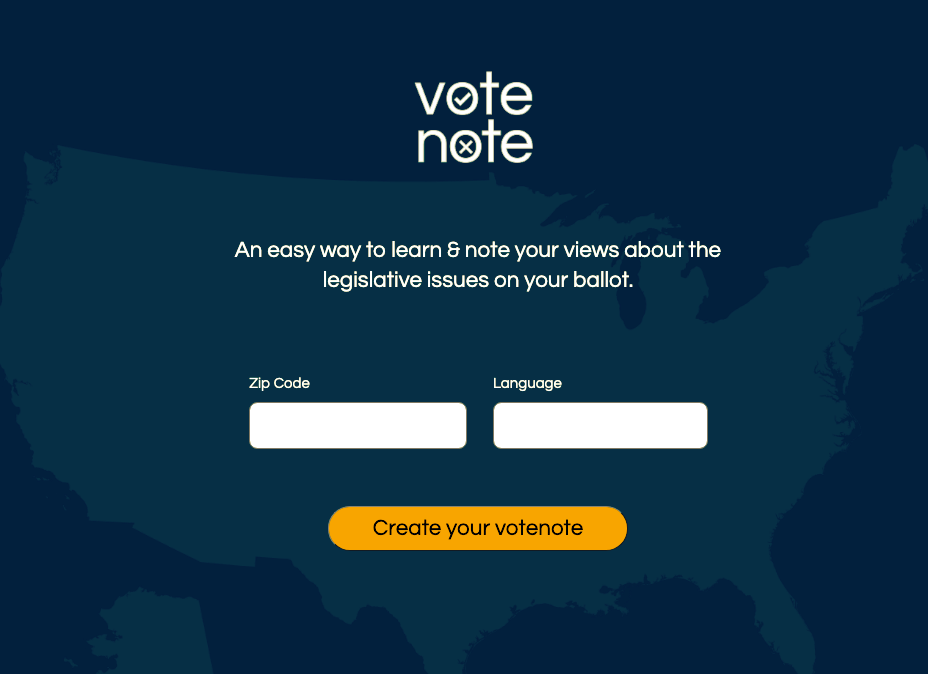 vote
note
An easy way to learn & note your views about the
legislative issues on your ballot.
Zip Code
Language
Create your votenote